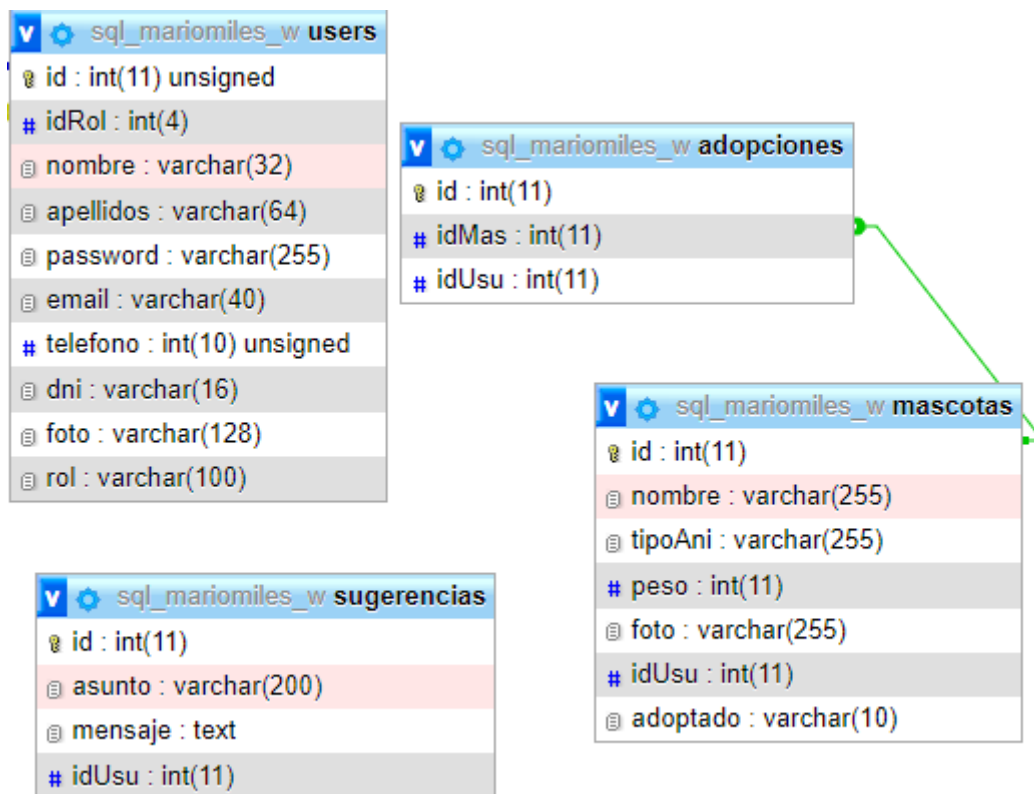 v sql_mariomiles_w users
id : int(11) unsigned
# idRol : int(4)
nombre : varchar(32)
apellidos : varchar(64)
password : varchar(255)
email : varchar(40)
# telefono : int(10) unsigned
dni : varchar(16)
foto : varchar(128)
rol : varchar(100)
v sql_mariomiles_w adopciones
id : int(11)
# idMas : int(11)
# idUsu : int(11)
v sql_mariomiles_w mascotas
id : int(11)
nombre : varchar(255)
tipoAni : varchar(255)
# peso : int(11)
foto : varchar(255)
# idUsu : int(11)
adoptado : varchar(10)
v sql_mariomiles_w sugerencias
id : int(11)
asunto : varchar(200)
mensaje : text
# idUsu : int(11)